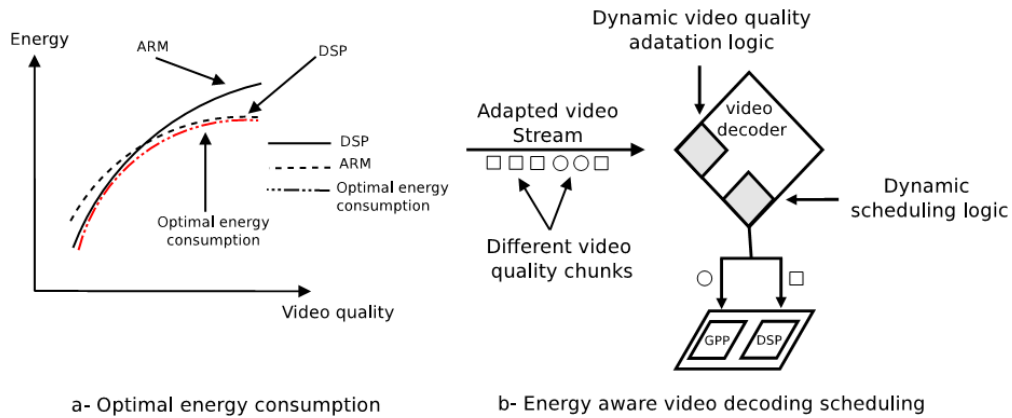 Energy
ARM
DSP
DSP
ARM
Optimal energy
consumption
Optimal energy
consumption
Video quality
a- Optimal energy consumption
Dynamic video quality
adatation logic
Adapted video
Stream
video
decoder
Dynamic
scheduling logic
Different video
quality chunks
GPP
DSP
b- Energy aware video decoding scheduling